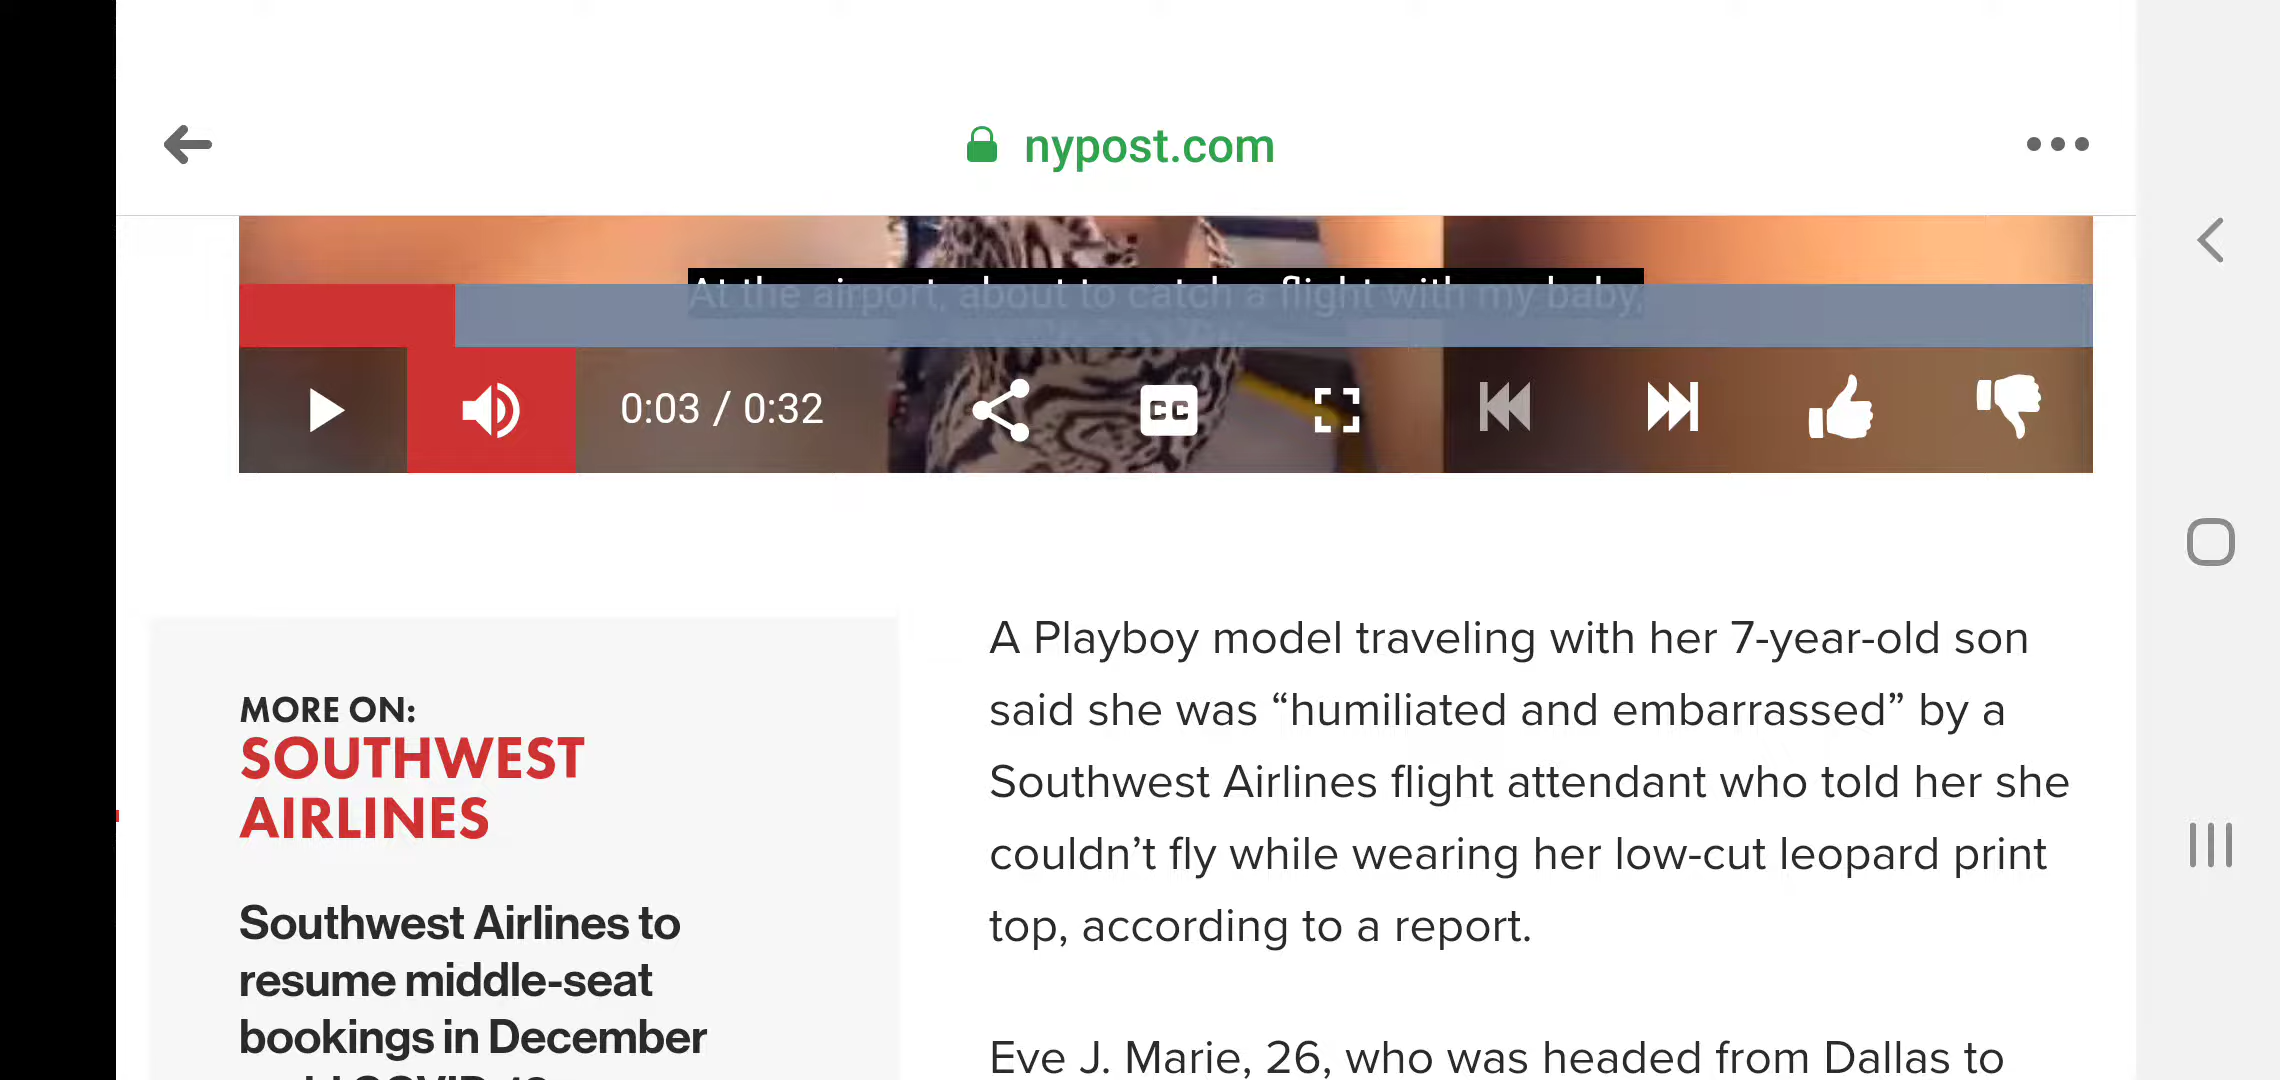 nypost.com
At the airport, about to catch a flight with my baby,
0:03 / 0:32
CC
MORE ON:
SOUTHWEST
AIRLINES
Southwest Airlines to
resume middle-seat
bookings in December
A Playboy model traveling with her 7-year-old son
said she was “humiliated and embarrassed” by a
Southwest Airlines flight attendant who told her she
couldn’t fly while wearing her low-cut leopard print
top, according to a report.
Eve J. Marie, 26, who was headed from Dallas to